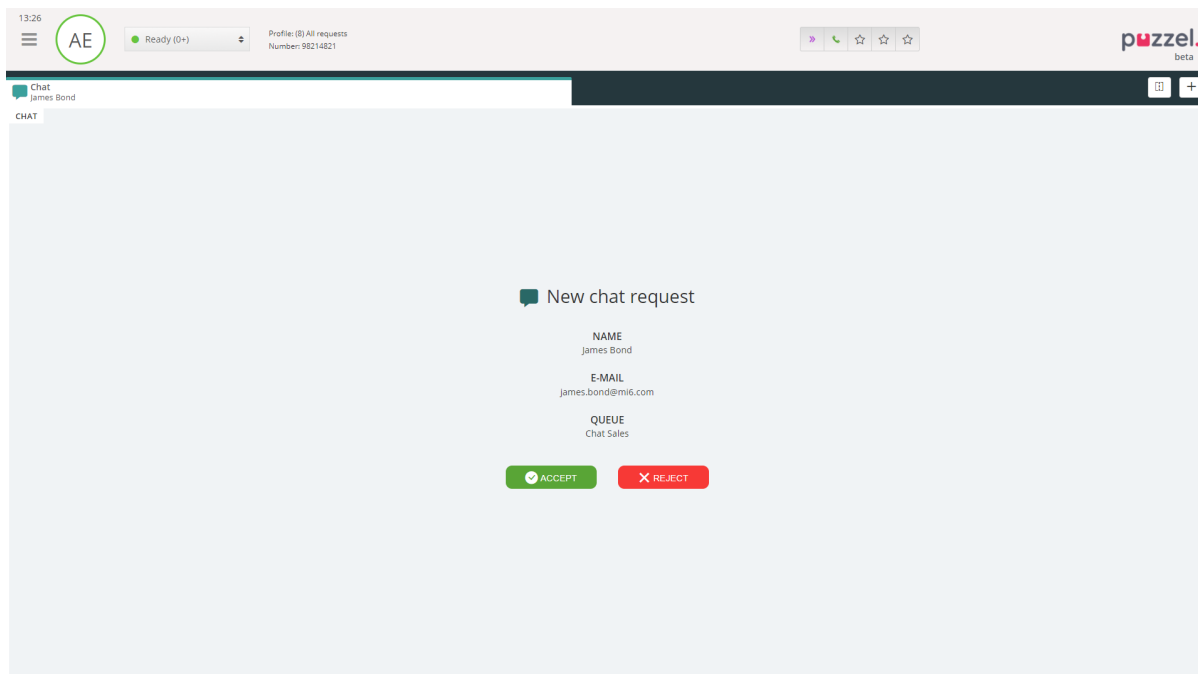 13:26
AE
Ready (0+)
Profile: (8) All requests
Number: 98214821
puzzel.
beta
Chat
James Bond
CHAT
New chat request
NAME
James Bond
E-MAIL
james.bond@mi6.com
QUEUE
Chat Sales
ACCEPT
REJECT